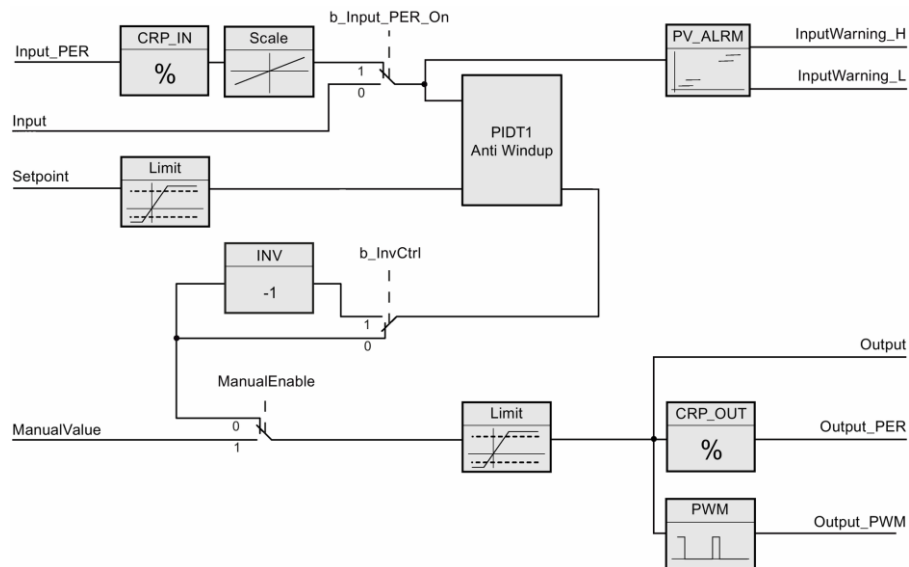 b_Input_PER_On
Input_PER
CRP_IN
%
Scale
1
0
PV_ALRM
InputWarning_H
InputWarning_L
Input
PIDT1
Anti Windup
Setpoint
Limit
INV
-1
b_InvCtrl
1
0
Output
ManualEnable
ManualValue
0
1
Limit
CRP_OUT
%
Output_PER
PWM
Output_PWM